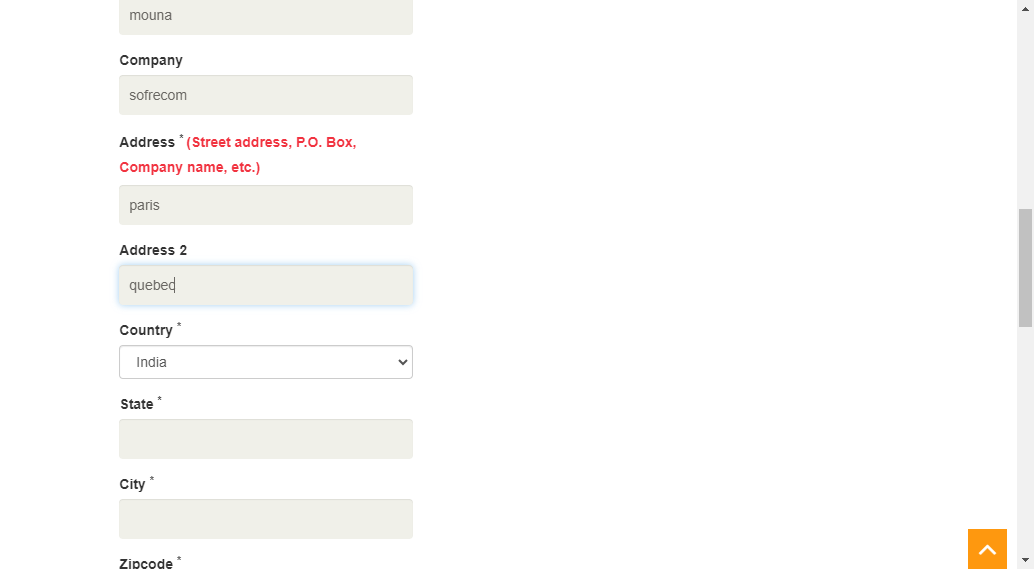 mouna
Company
sofrecom
Address * (Street address, P.O. Box,
Company name, etc.)
paris
Address 2
quebec
Country *
India
State *
City *
Zipcode *